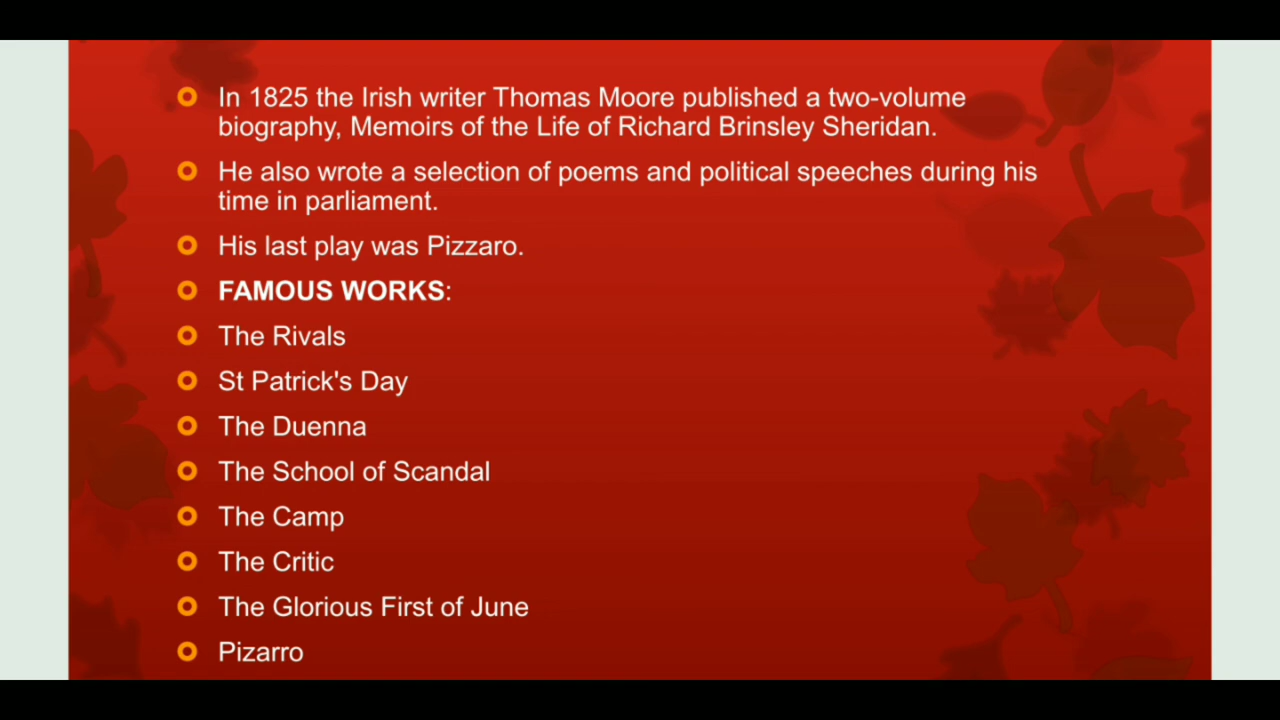 In 1825 the Irish writer Thomas Moore published a two-volume
biography, Memoirs of the Life of Richard Brinsley Sheridan.
He also wrote a selection of poems and political speeches during his
time in parliament.
His last play was Pizzaro.
FAMOUS WORKS:
The Rivals
St Patrick's Day
The Duenna
The School of Scandal
The Camp
The Critic
The Glorious First of June
Pizarro